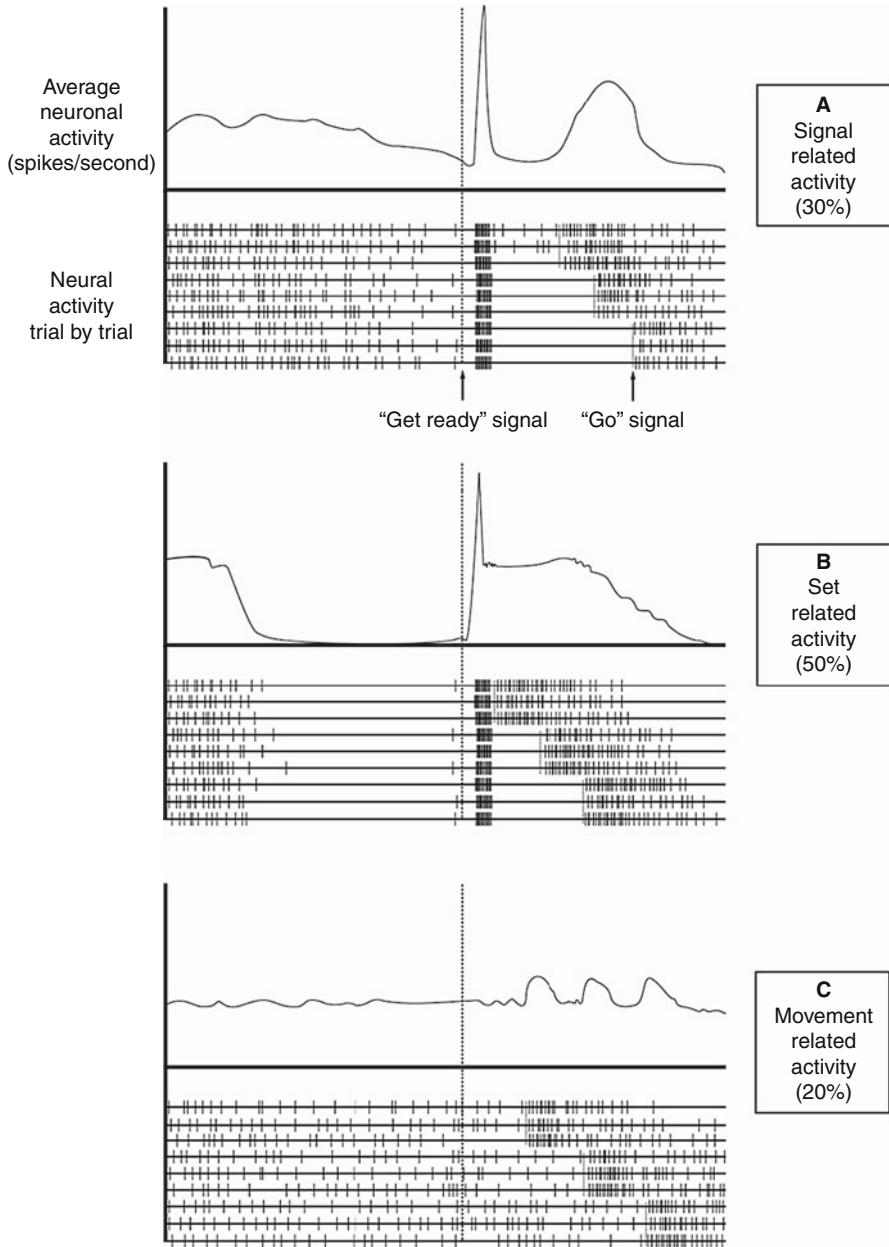 Average
neuronal
activity
(spikes/second)
A
Signal
related
activity
(30%)
Neural
activity
trial by trial
“Get ready” signal
“Go” signal
B
Set
related
activity
(50%)
C
Movement
related
activity
(20%)